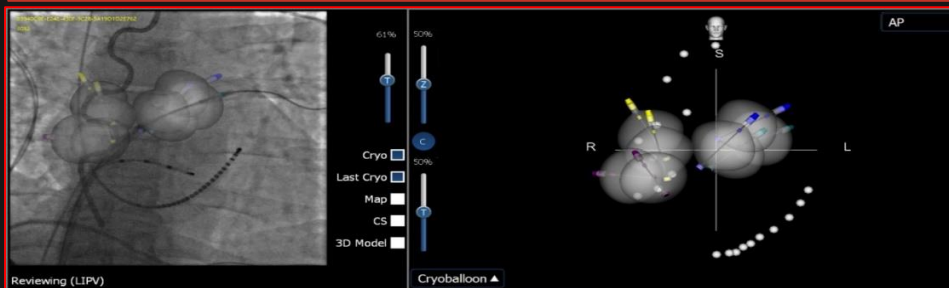 61%
50%
AP
S
T
Z
R
L
C
Cryo
50%
Last Cryo
Map
T
CS
3D Model
Reviewing (LIPV)
Cryoballoon ▲